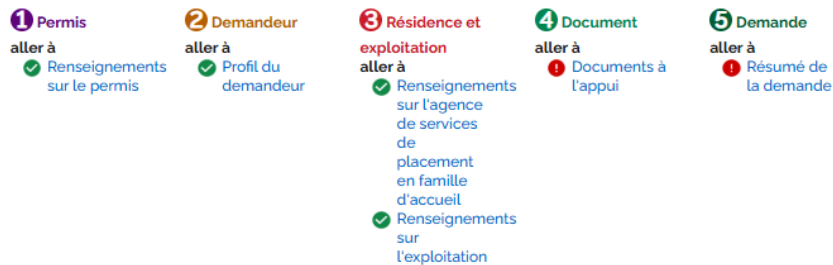 1 Permis
aller à
Renseignements
sur le permis
2 Demandeur
aller à
Profil du
demandeur
3 Résidence et
exploitation
aller à
Renseignements
sur l'agence
de services
de
placement
en famille
d'accueil
Renseignements
sur
l'exploitation
4 Document
aller à
Documents à
l'appui
5 Demande
aller à
Résumé de
la demande